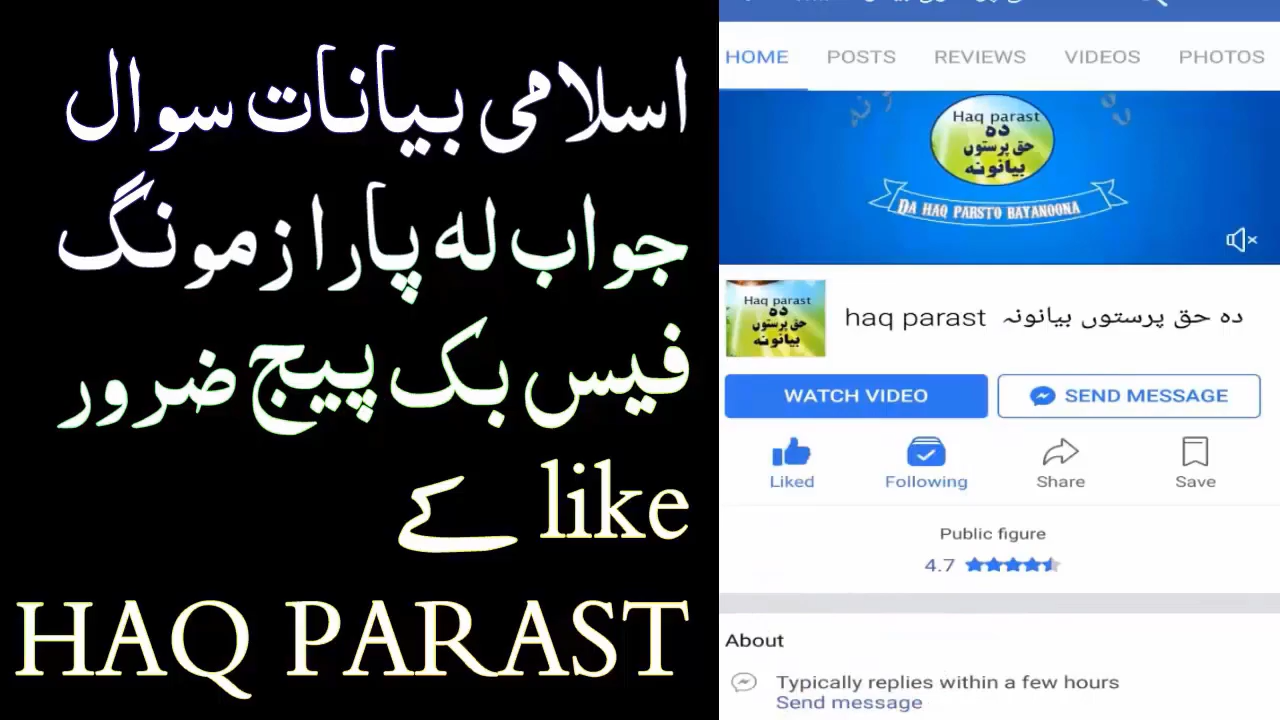 اسلامی بیانات سوال
جواب له پارا زمونگ
فیس بک پیج ضرور
like کے
HAQ PARAST
HOME POSTS REVIEWS VIDEOS PHOTOS
Haq parast
ده
حق پرستوں
بیانونه
DA HAQ PARSTO BAYANOONA
Haq parast
ده
حق پرستوں
بیانونه
haq parast ده حق پرستوں بیانونہ
WATCH VIDEO SEND MESSAGE
Liked Following Share Save
Public figure
4.7
About
Typically replies within a few hours
Send message